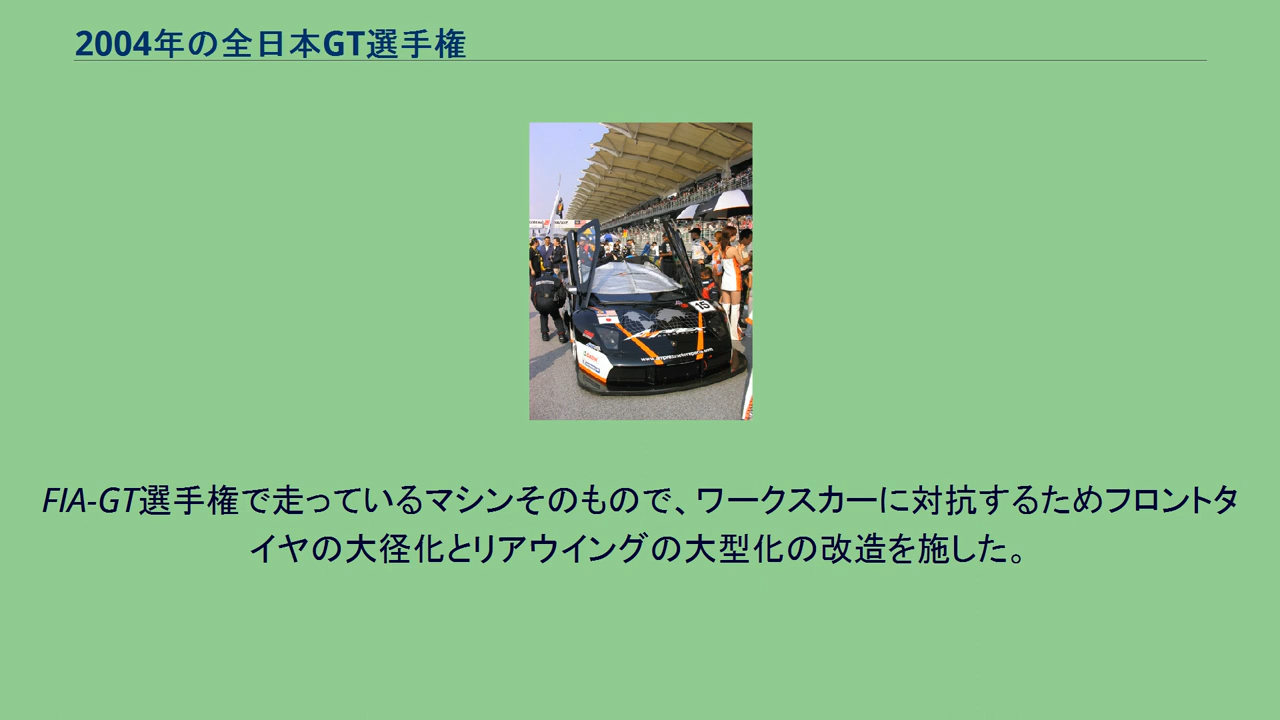 2004年の全日本GT選手権
15
FIA-GT選手権で走っているマシンそのもので、ワークスカーに対抗するためフロントタ
イヤの大径化とリアウイングの大型化の改造を施した。